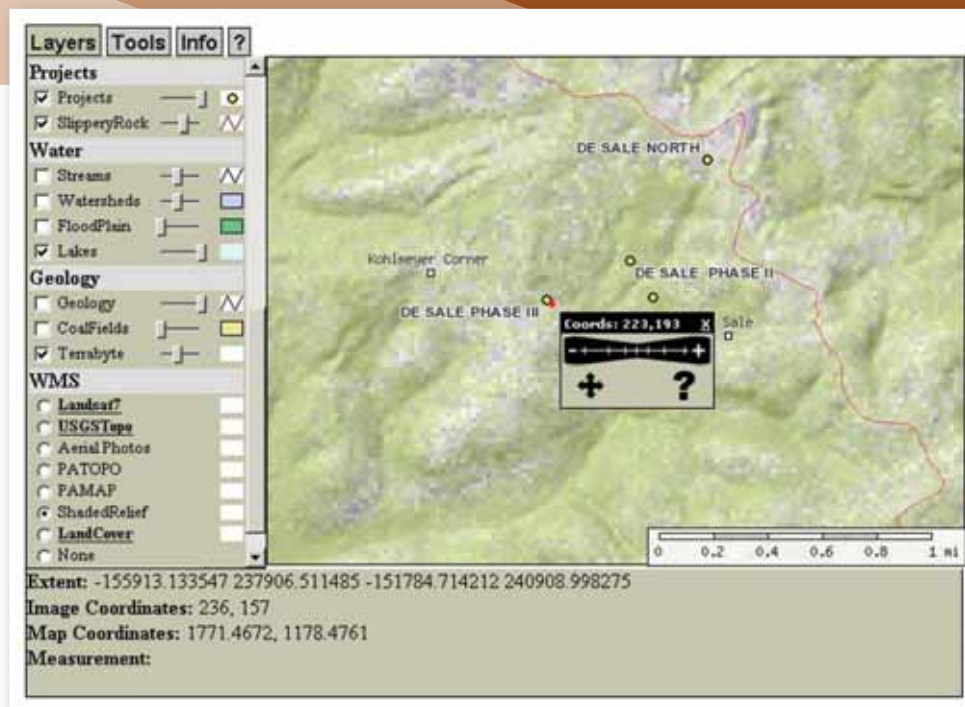 Layers Tools Info ?
Projects
Projects
SlipperyRock
Water
Streams
Watersheds
FloodPlain
Lakes
Geology
Geology
CoalFields
Terrabyte
WMS
Landsat7
USGSTopo
Aerial Photos
PATOPO
PAMAP
ShadedRelief
LandCover
None
DE SALE NORTH
Kohlmeyer Corner
DE SALE PHASE II
DE SALE PHASE III
Coords: 223,193 X
Sale
?
0 0.2 0.4 0.6 0.8 1 mi
Extent: -155913.133547 237906.511485 -151784.714212 240908.998275
Image Coordinates: 236, 157
Map Coordinates: 1771.4672, 1178.4761
Measurement: